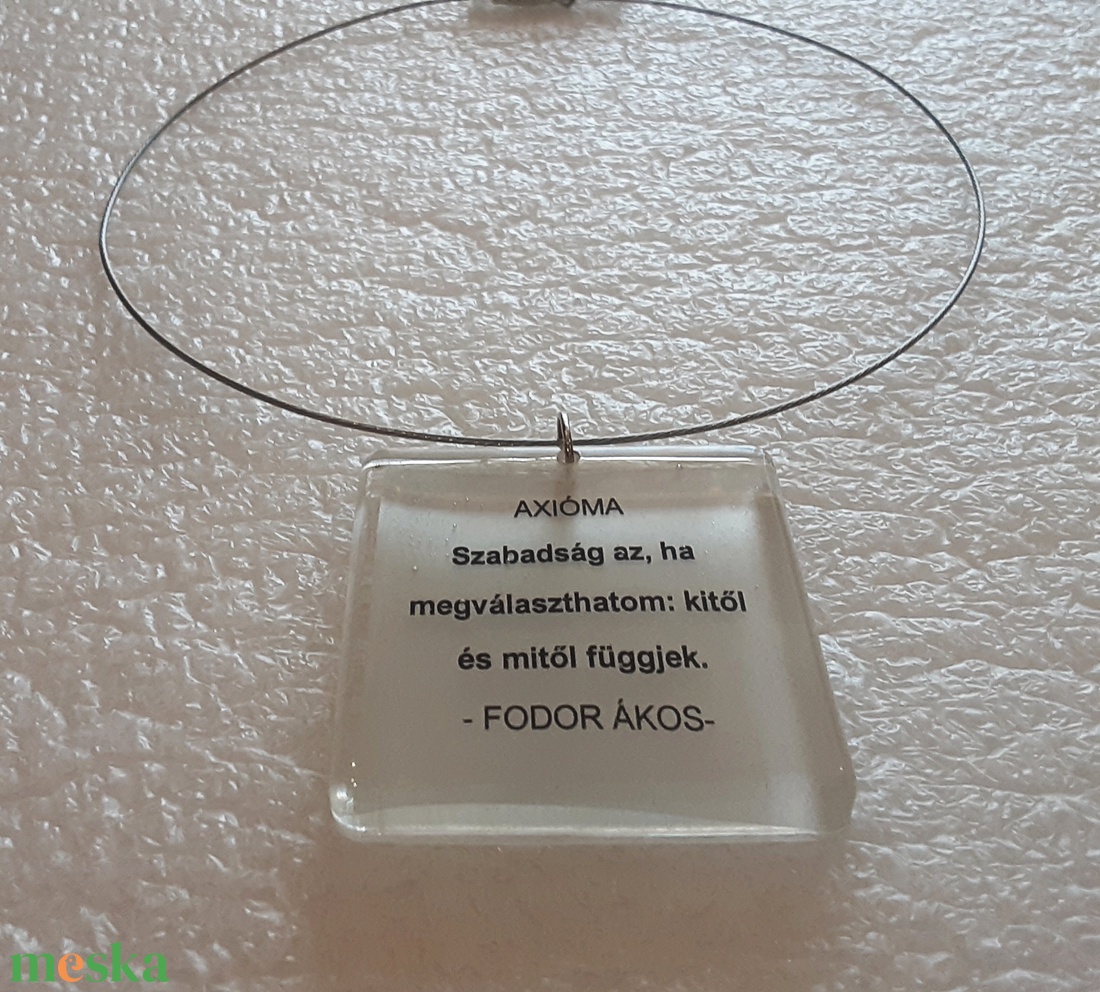 AXIÓMA
Szabadság az, ha
megválaszthatom: kitől
és mitől függjek.
- FODOR ÁKOS-
meska